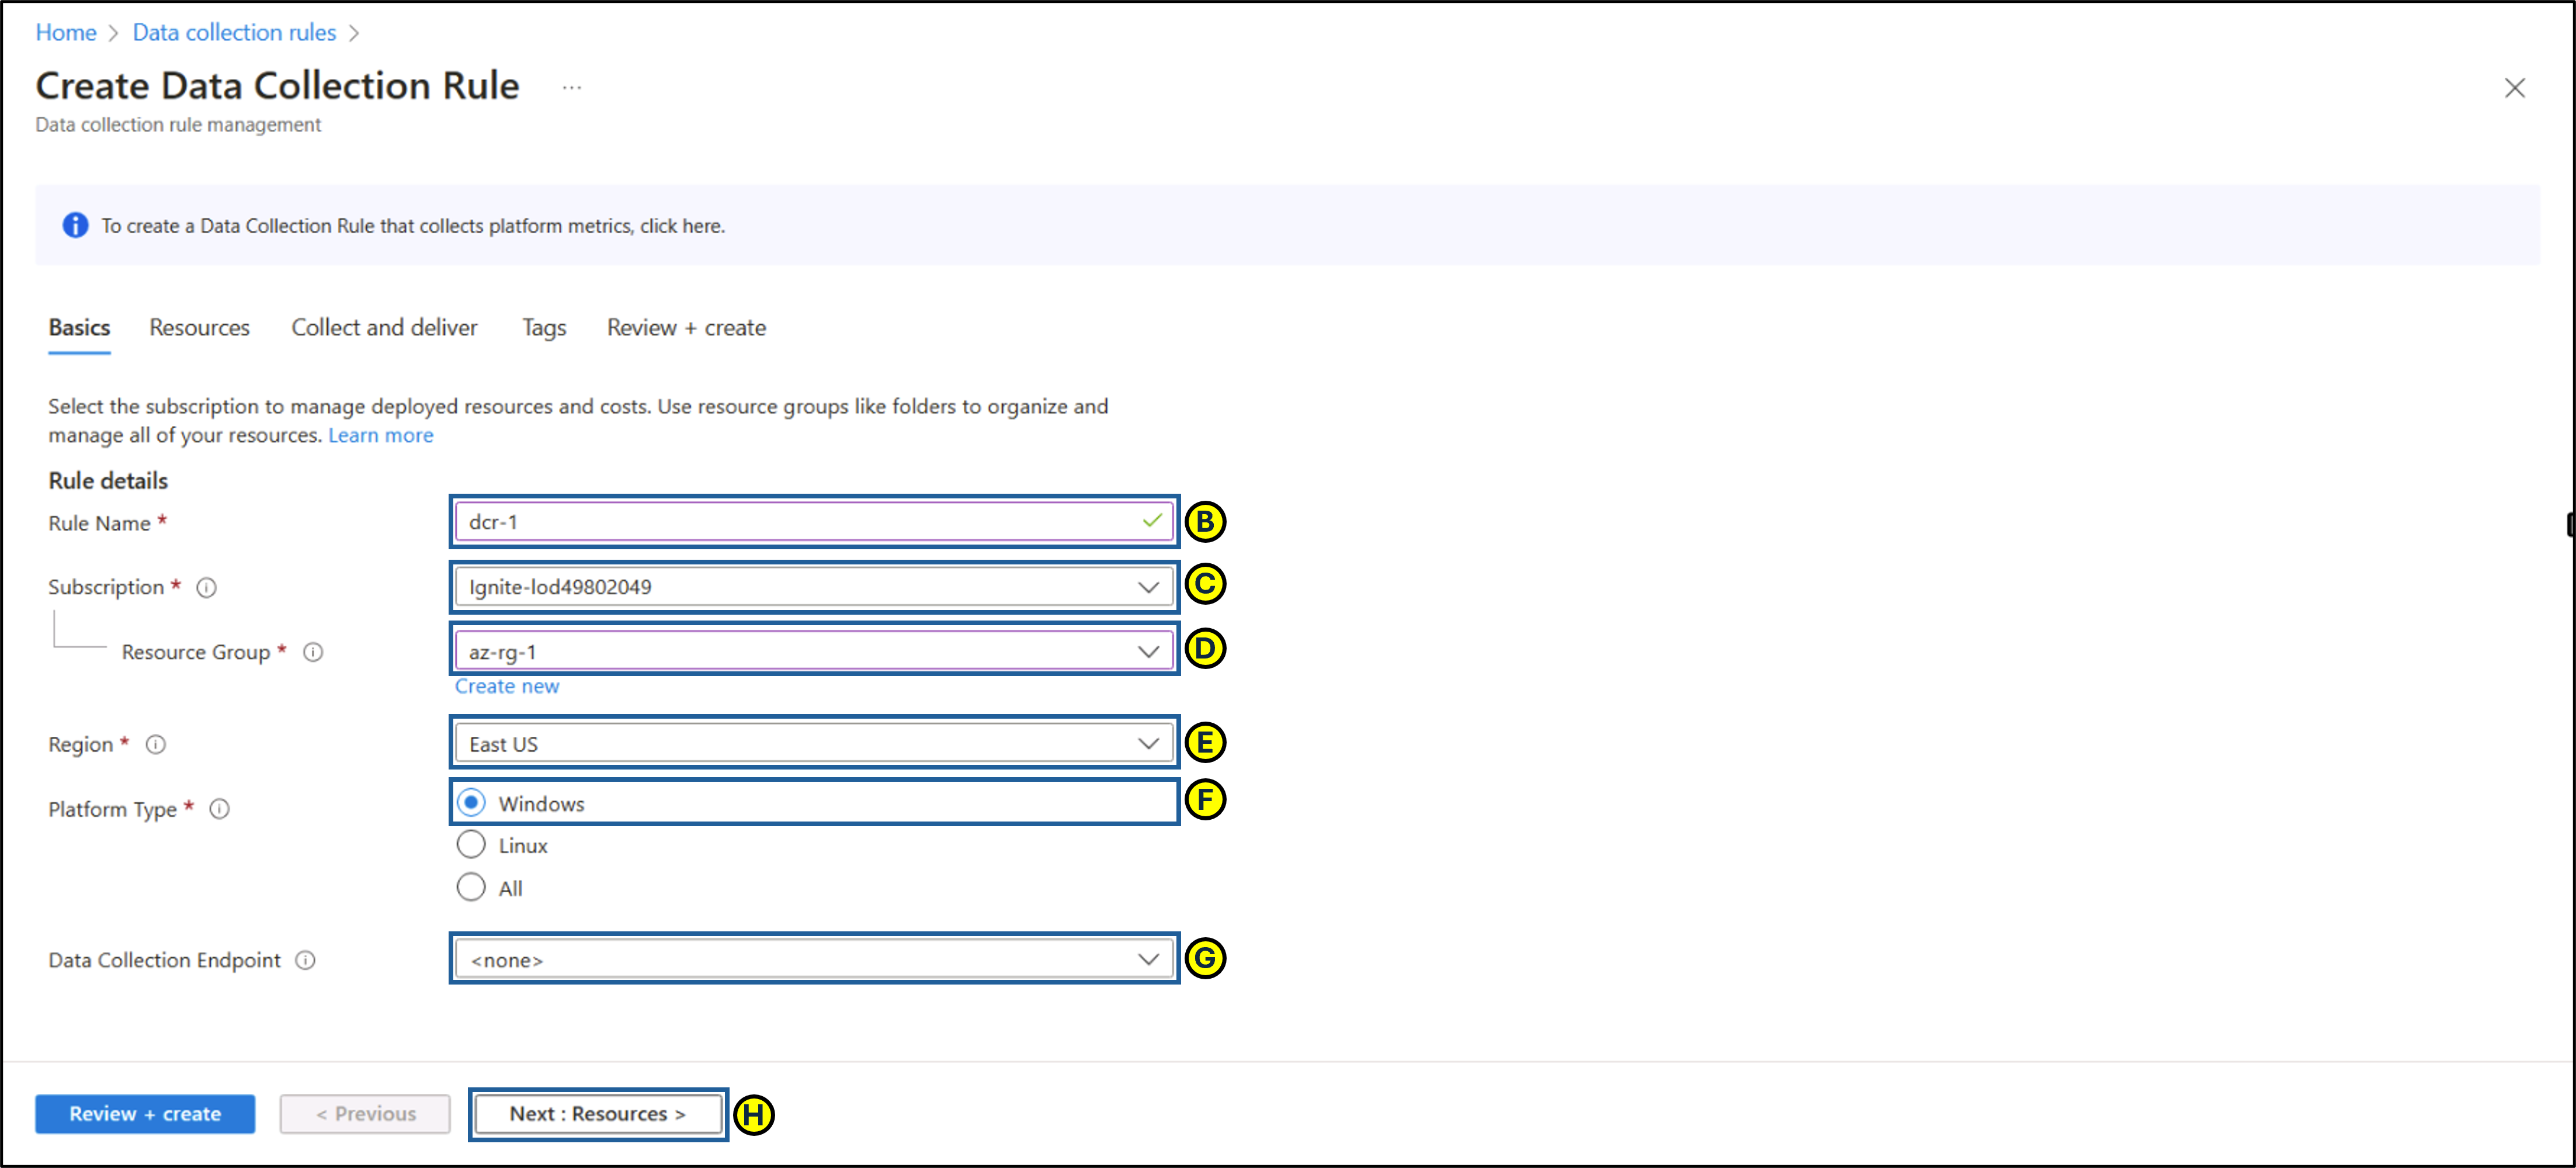 Home > Data collection rules >
Create Data Collection Rule ...
Data collection rule management
To create a Data Collection Rule that collects platform metrics, click here.
Basics Resources Collect and deliver Tags Review + create
Select the subscription to manage deployed resources and costs. Use resource groups like folders to organize and
manage all of your resources. Learn more
Rule details
Rule Name * dcr-1 B
Subscription * Ignite-lod49802049 C
Resource Group * az-rg-1 D
Create new
Region * East US E
Platform Type * Windows F
Linux
All
Data Collection Endpoint <none> G
Review + create < Previous Next : Resources > H